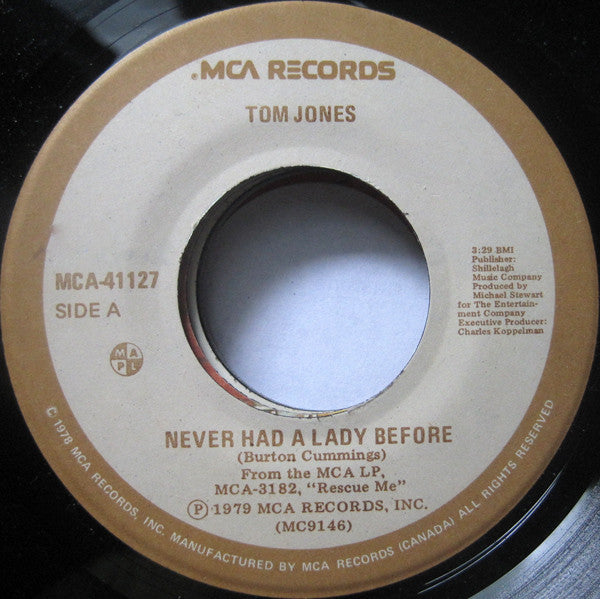 .MCA RECORDS
TOM JONES
MCA-41127
SIDE A
M A P L
3:29 BMI
Publisher:
Shillelagh
Music Company
Produced by
Michael Stewart
for The Entertain-
ment Company
Executive Producer:
Charles Koppelman
NEVER HAD A LADY BEFORE
(Burton Cummings)
From the MCA LP,
MCA-3182, "Rescue Me"
Ⓟ 1979 MCA RECORDS, INC.
(MC9146)
© 1978 MCA RECORDS, INC. MANUFACTURED BY MCA RECORDS (CANADA) ALL RIGHTS RESERVED